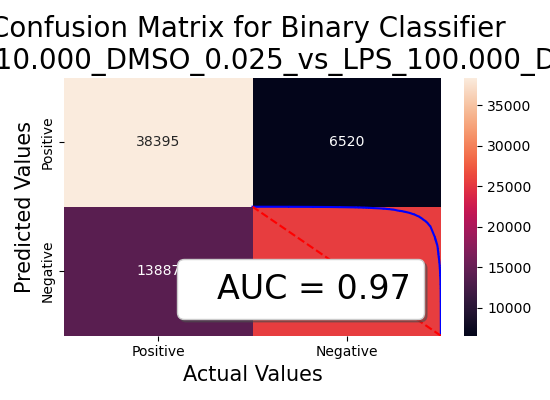 Confusion Matrix for Binary Classifier
10.000_DMSO_0.025_vs_LPS_100.000_D
Predicted Values
Positive
Negative
38395
6520
13887
AUC = 0.97
Positive
Negative
Actual Values
35000
30000
25000
20000
15000
10000